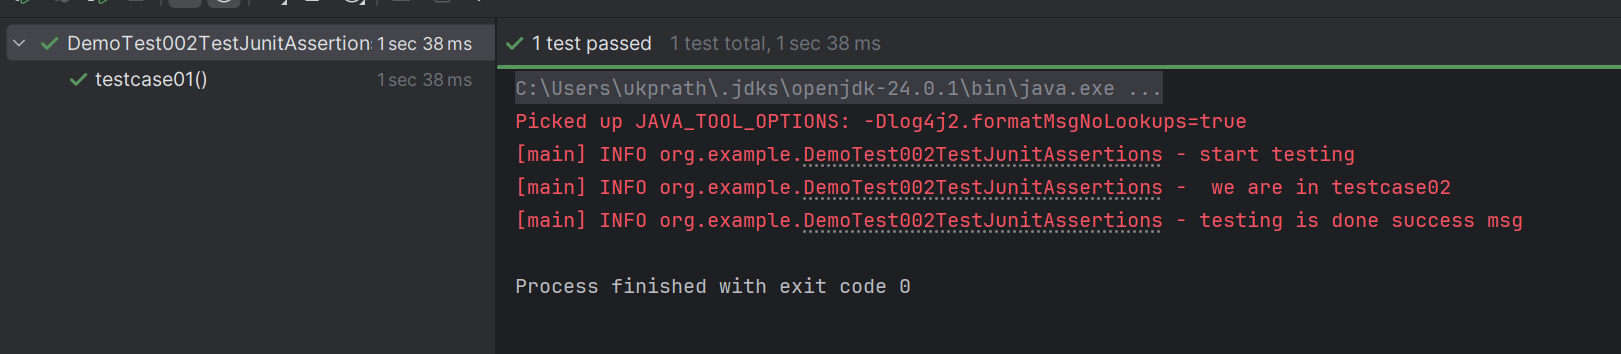 DemoTest002TestJunitAssertion 1 sec 38 ms
testcase01() 1 sec 38 ms
1 test passed 1 test total, 1 sec 38 ms
C:\Users\ukprath\.jdks\openjdk-24.0.1\bin\java.exe ...
Picked up JAVA_TOOL_OPTIONS: -Dlog4j2.formatMsgNoLookups=true
[main] INFO org.example.DemoTest002TestJunitAssertions - start testing
[main] INFO org.example.DemoTest002TestJunitAssertions -  we are in testcase02
[main] INFO org.example.DemoTest002TestJunitAssertions - testing is done success msg
Process finished with exit code 0